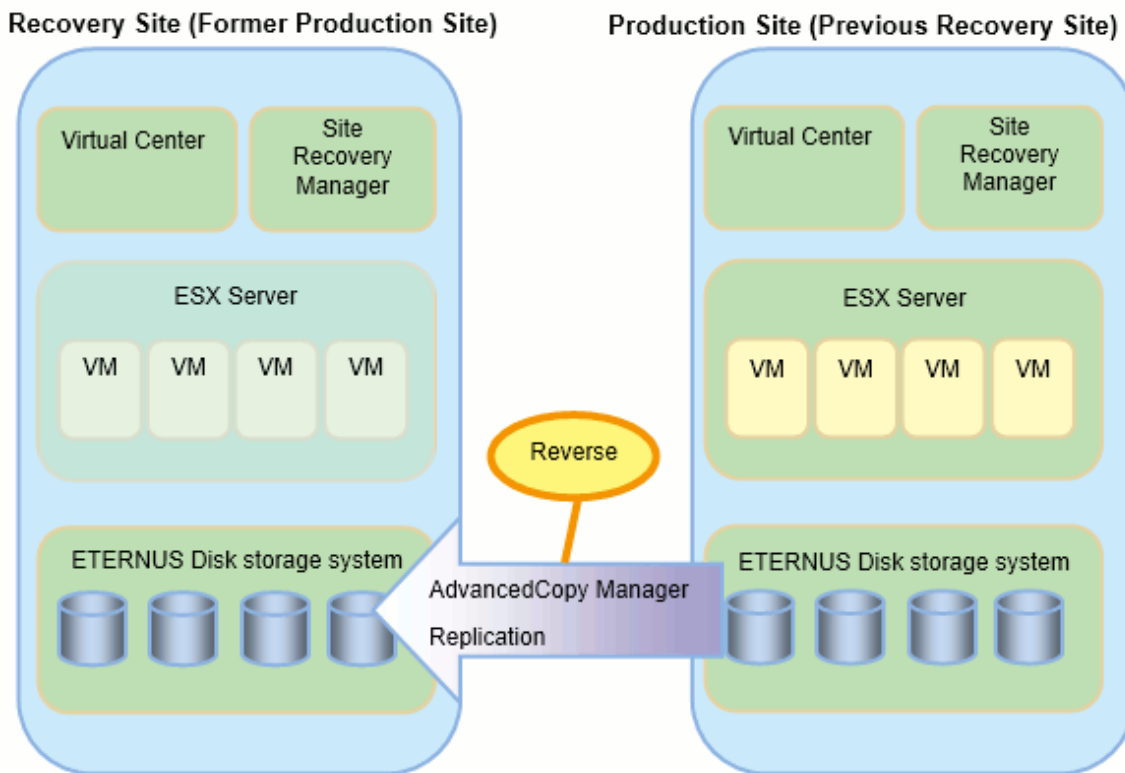 Recovery Site (Former Production Site)
Production Site (Previous Recovery Site)
Virtual Center
Site
Recovery
Manager
Virtual Center
Site
Recovery
Manager
ESX Server
VM VM VM VM
ESX Server
VM VM VM VM
Reverse
ETERNUS Disk storage system
AdvancedCopy Manager
Replication
ETERNUS Disk storage system